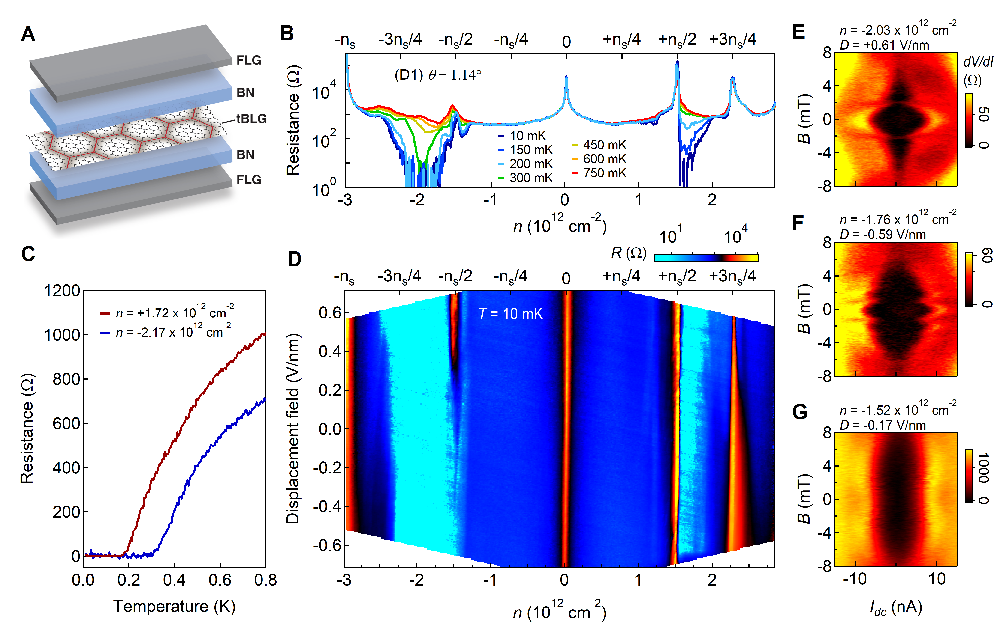 A
FLG
BN
tBLG
BN
FLG
B
-ns -3ns/4 -ns/2 -ns/4 0 +ns/4 +ns/2 +3ns/4
(D1) θ = 1.14°
Resistance (Ω)
10^4
10^2
10^0
10 mK
150 mK
200 mK
300 mK
450 mK
600 mK
750 mK
-3 -2 -1 0 1 2
n (10^12 cm^-2)
C
1200
1000
800
600
400
200
0
Resistance (Ω)
n = +1.72 x 10^12 cm^-2
n = -2.17 x 10^12 cm^-2
0.0 0.2 0.4 0.6 0.8
Temperature (K)
D
R (Ω)
10^1 10^4
-ns -3ns/4 -ns/2 -ns/4 0 +ns/4 +ns/2 +3ns/4
T = 10 mK
Displacement field (V/nm)
0.6
0.4
0.2
0.0
-0.2
-0.4
-0.6
-3 -2 -1 0 1 2
n (10^12 cm^-2)
E
n = -2.03 x 10^12 cm^-2
D = +0.61 V/nm
8
4
0
-4
-8
B (mT)
dV/dI
(Ω)
50
0
F
n = -1.76 x 10^12 cm^-2
D = -0.59 V/nm
8
4
0
-4
-8
B (mT)
60
0
G
n = -1.52 x 10^12 cm^-2
D = -0.17 V/nm
8
4
0
-4
-8
B (mT)
1000
0
-10 10
Idc (nA)